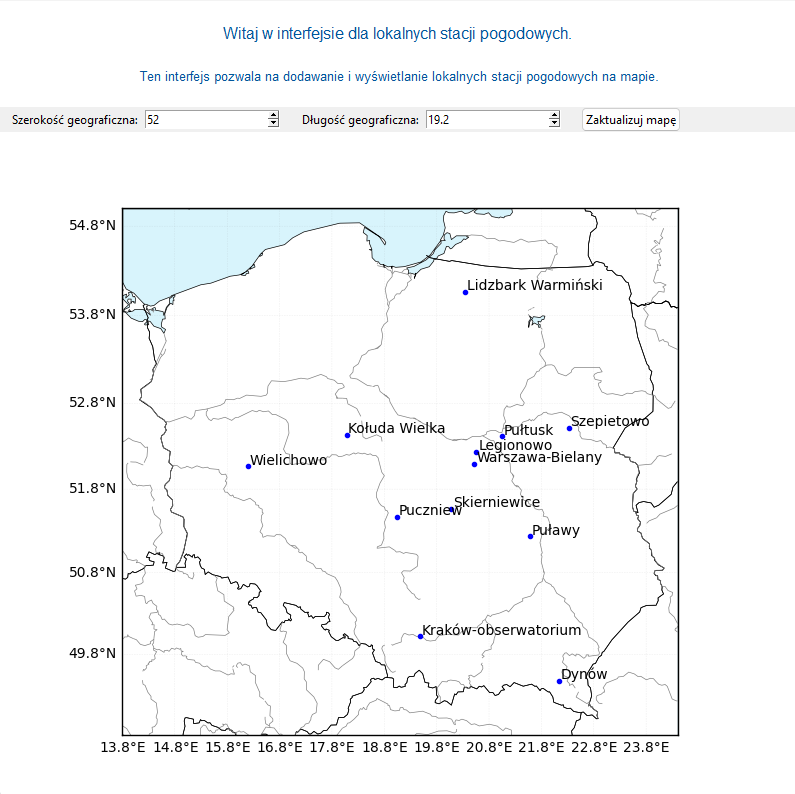 Witaj w interfejsie dla lokalnych stacji pogodowych.
Ten interfejs pozwala na dodawanie i wyświetlanie lokalnych stacji pogodowych na mapie.
Szerokość geograficzna: 52 Długość geograficzna: 19.2 Zaktualizuj mapę
54.8°N
Lidzbark Warmiński
53.8°N
52.8°N
Szepietowo
Kołuda Wielka
Pułtusk
Legionowo
Warszawa-Bielany
Wielichowo
51.8°N
Skierniewice
Puczniew
Puławy
50.8°N
Kraków-obserwatorium
49.8°N
Dynów
13.8°E 14.8°E 15.8°E 16.8°E 17.8°E 18.8°E 19.8°E 20.8°E 21.8°E 22.8°E 23.8°E